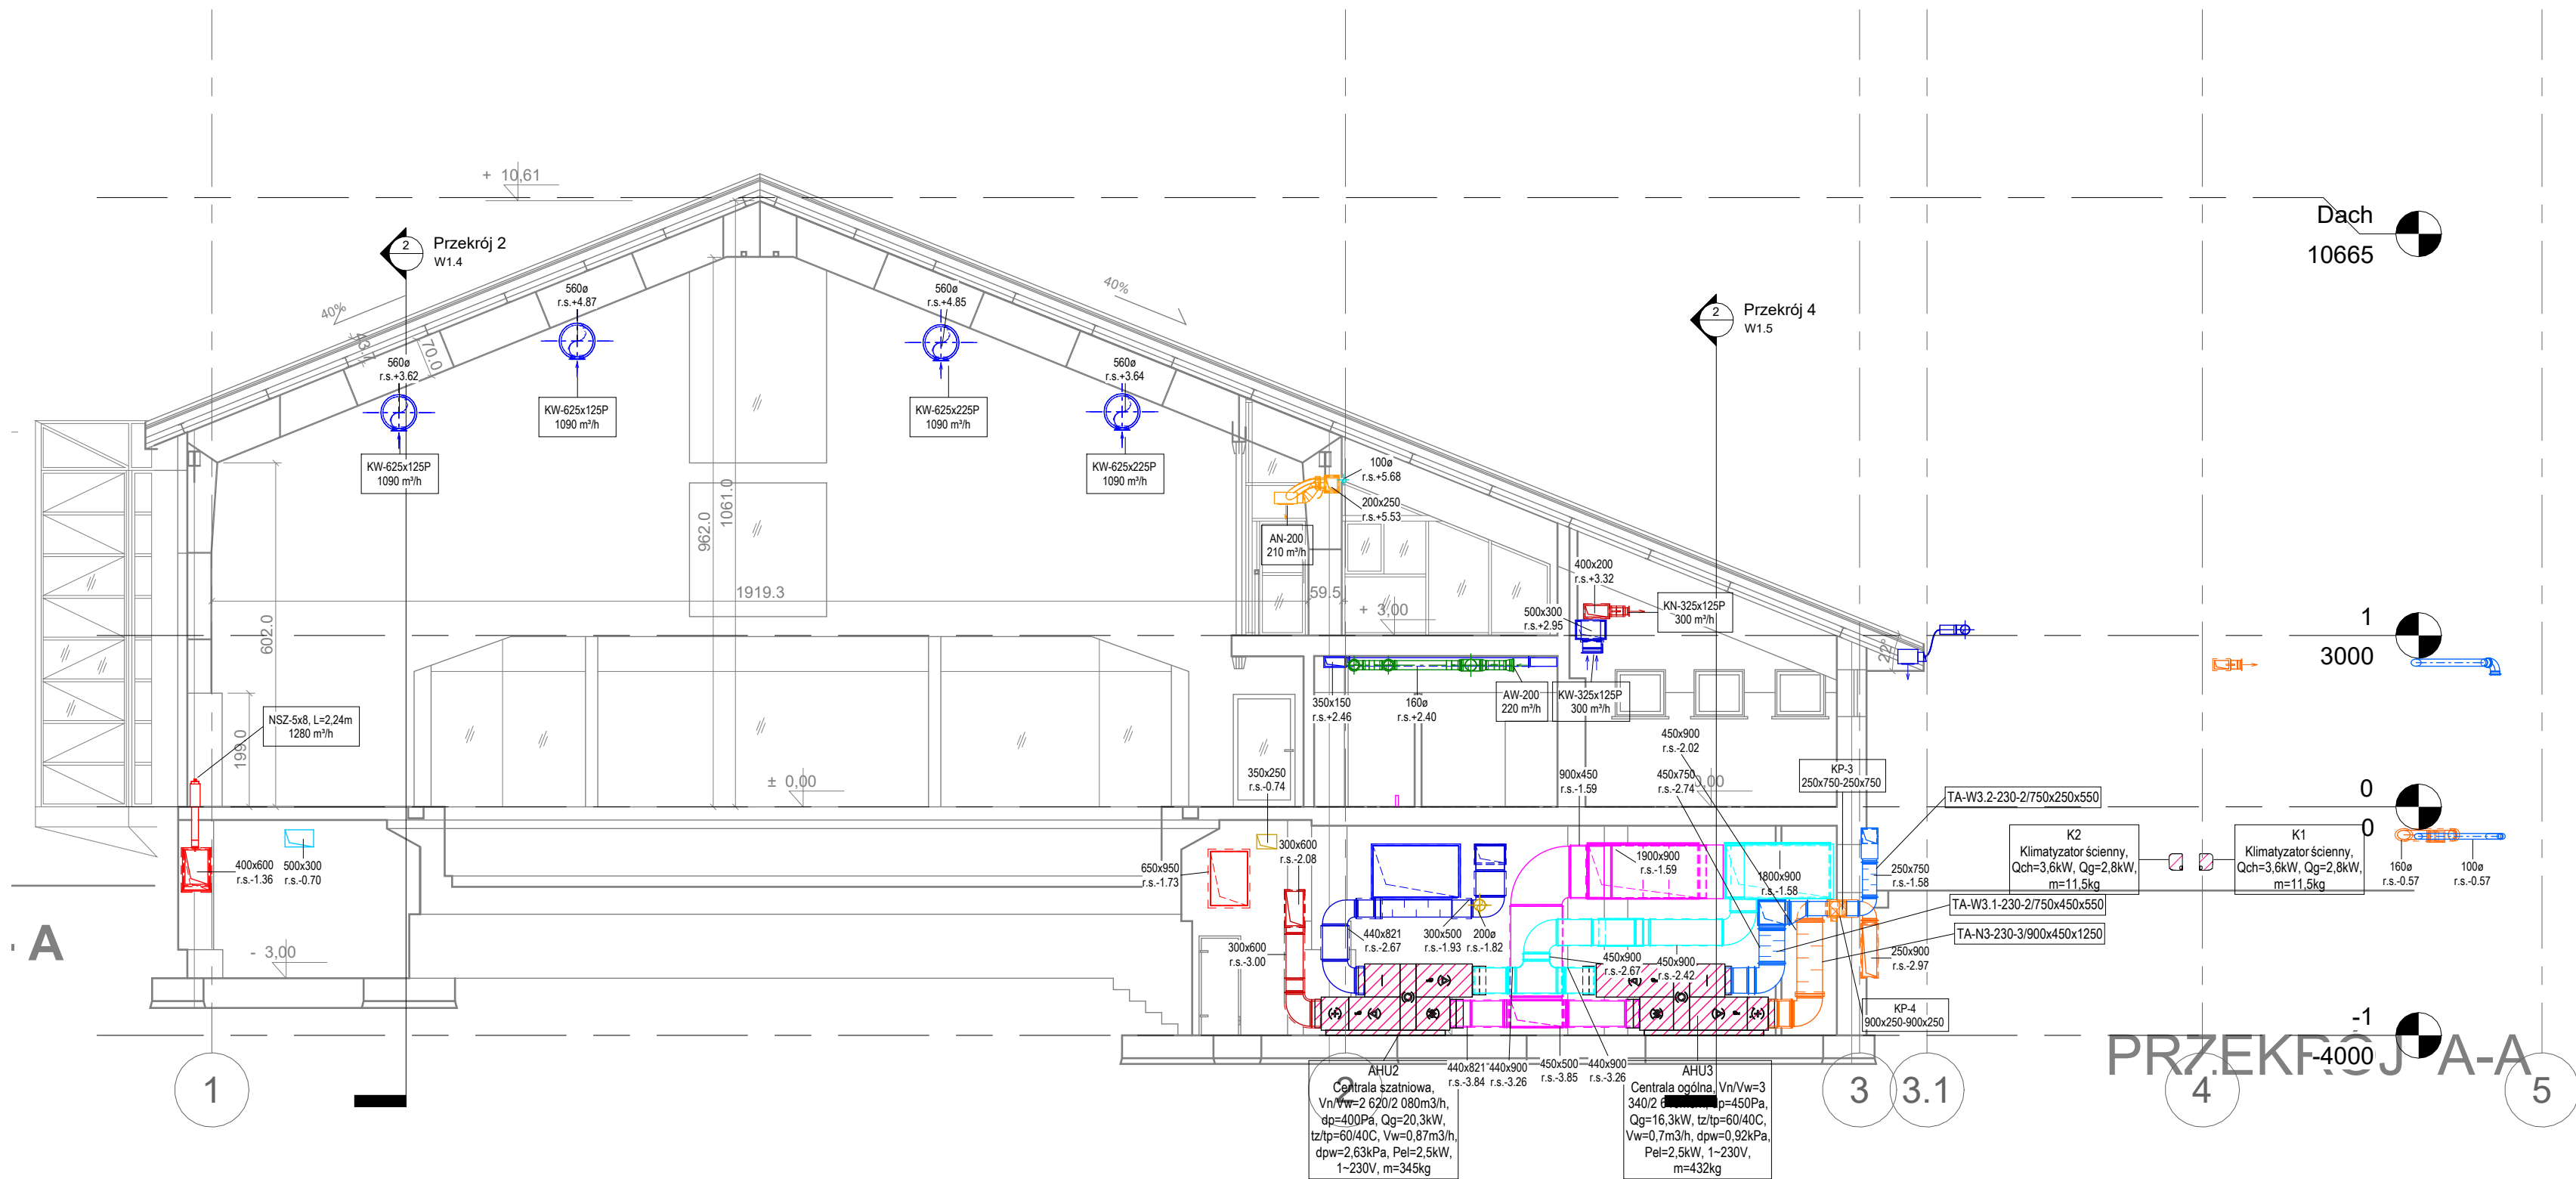 + 10,61
Dach
10665
2
Przekrój 2
W1.4
40%
560ø
r.s.+4.87
560ø
r.s.+4.85
40%
2
Przekrój 4
W1.5
70.0
560ø
r.s.+3.62
560ø
r.s.+3.64
KW-625x125P
1090 m³/h
KW-625x225P
1090 m³/h
KW-625x125P
1090 m³/h
KW-625x225P
1090 m³/h
100ø
r.s.+5.68
200x250
r.s.+5.53
962.0
1061.0
AN-200
210 m³/h
400x200
r.s.+3.32
1919.3
59.5
+ 3,00
500x300
r.s.+2.95
KN-325x125P
300 m³/h
602.0
1
3000
22°
350x150
r.s.+2.46
160ø
r.s.+2.40
AW-200
220 m³/h
KW-325x125P
300 m³/h
NSZ-5x8, L=2,24m
1280 m³/h
199.0
450x900
r.s.-2.02
350x250
r.s.-0.74
± 0,00
900x450
r.s.-1.59
450x750
r.s.-2.74
KP-3
250x750-250x750
TA-W3.2-230-2/750x250x550
0
0
400x600
r.s.-1.36
500x300
r.s.-0.70
300x600
r.s.-2.08
650x950
r.s.-1.73
1900x900
r.s.-1.59
1800x900
r.s.-1.58
250x750
r.s.-1.58
K2
Klimatyzator ścienny,
Qch=3,6kW, Qg=2,8kW,
m=11,5kg
K1
Klimatyzator ścienny,
Qch=3,6kW, Qg=2,8kW,
m=11,5kg
160ø
r.s.-0.57
100ø
r.s.-0.57
TA-W3.1-230-2/750x450x550
TA-N3-230-3/900x450x1250
- A
- 3,00
300x600
r.s.-3.00
440x821
r.s.-2.67
300x500
r.s.-1.93
200ø
r.s.-1.82
450x900
r.s.-2.67
450x900
r.s.-2.42
250x900
r.s.-2.97
KP-4
900x250-900x250
-1
-4000
PRZEKRÓJ A-A
440x821
r.s.-3.84
440x900
r.s.-3.26
450x500
r.s.-3.85
440x900
r.s.-3.26
AHU2
Centrala szatniowa,
Vn/Vw=2 620/2 080m3/h,
dp=400Pa, Qg=20,3kW,
tz/tp=60/40C, Vw=0,87m3/h,
dpw=2,63kPa, Pel=2,5kW,
1~230V, m=345kg
AHU3
Centrala ogólna, Vn/Vw=3
340/2 dp=450Pa,
Qg=16,3kW, tz/tp=60/40C,
Vw=0,7m3/h, dpw=0,92kPa,
Pel=2,5kW, 1~230V,
m=432kg
1
2
3
3.1
4
5